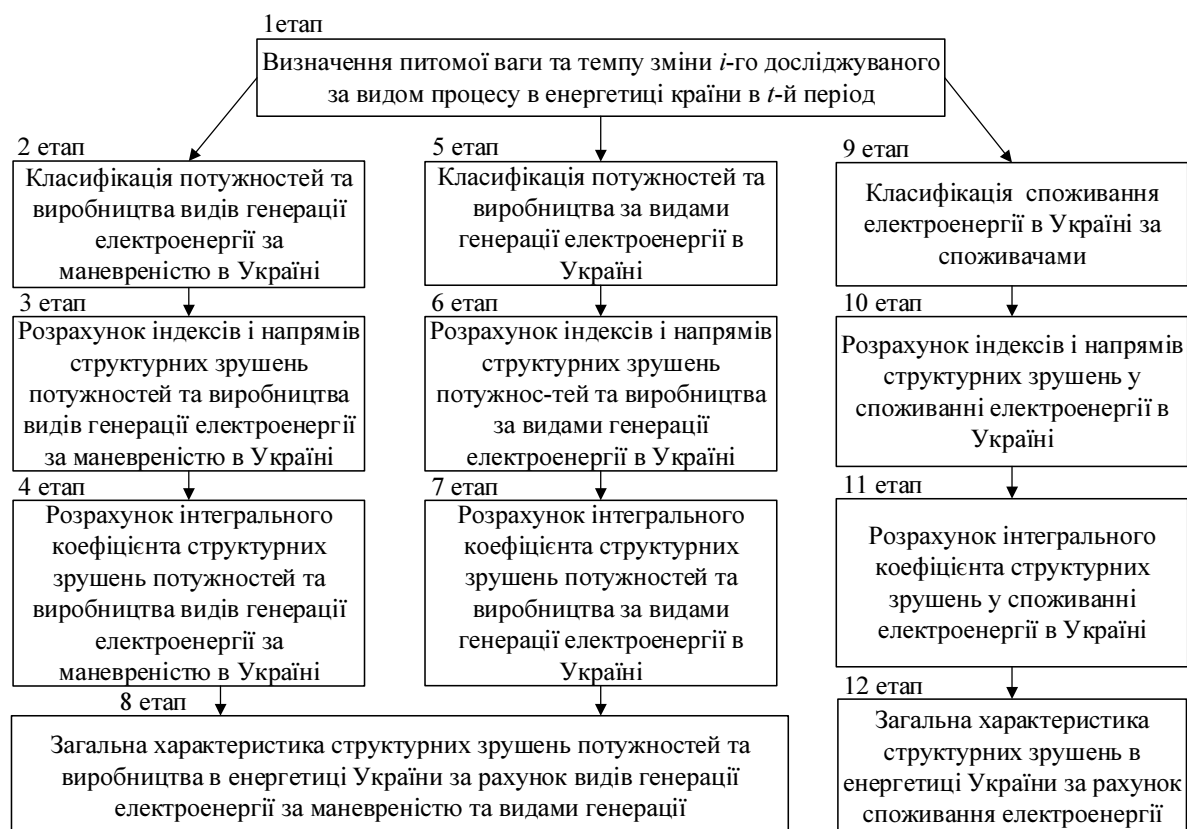 1етап
Визначення питомої ваги та темпу зміни i-го досліджуваного
за видом процесу в енергетиці країни в t-й період
2 етап
Класифікація потужностей та
виробництва видів генерації
електроенергії за
маневреністю в Україні
3 етап
Розрахунок індексів і напрямів
структурних зрушень
потужностей та виробництва
видів генерації електроенергії
за маневреністю в Україні
4 етап
Розрахунок інтегрального
коефіцієнта структурних
зрушень потужностей та
виробництва видів генерації
електроенергії за
маневреністю в Україні
5 етап
Класифікація потужностей та
виробництва за видами
генерації електроенергії в
Україні
6 етап
Розрахунок індексів і напрямів
структурних зрушень
потужнос-тей та виробництва
за видами генерації
електроенергії в Україні
7 етап
Розрахунок інтегрального
коефіцієнта структурних
зрушень потужностей та
виробництва за видами
генерації електроенергії в
Україні
8 етап
Загальна характеристика структурних зрушень потужностей та
виробництва в енергетиці України за рахунок видів генерації
електроенергії за маневреністю та видами генерації
9 етап
Класифікація споживання
електроенергії в Україні за
споживачами
10 етап
Розрахунок індексів і напрямів
структурних зрушень у
споживанні електроенергії в
Україні
11 етап
Розрахунок інтегрального
коефіцієнта структурних
зрушень у споживанні
електроенергії в Україні
12 етап
Загальна характеристика
структурних зрушень в
енергетиці України за рахунок
споживання електроенергії